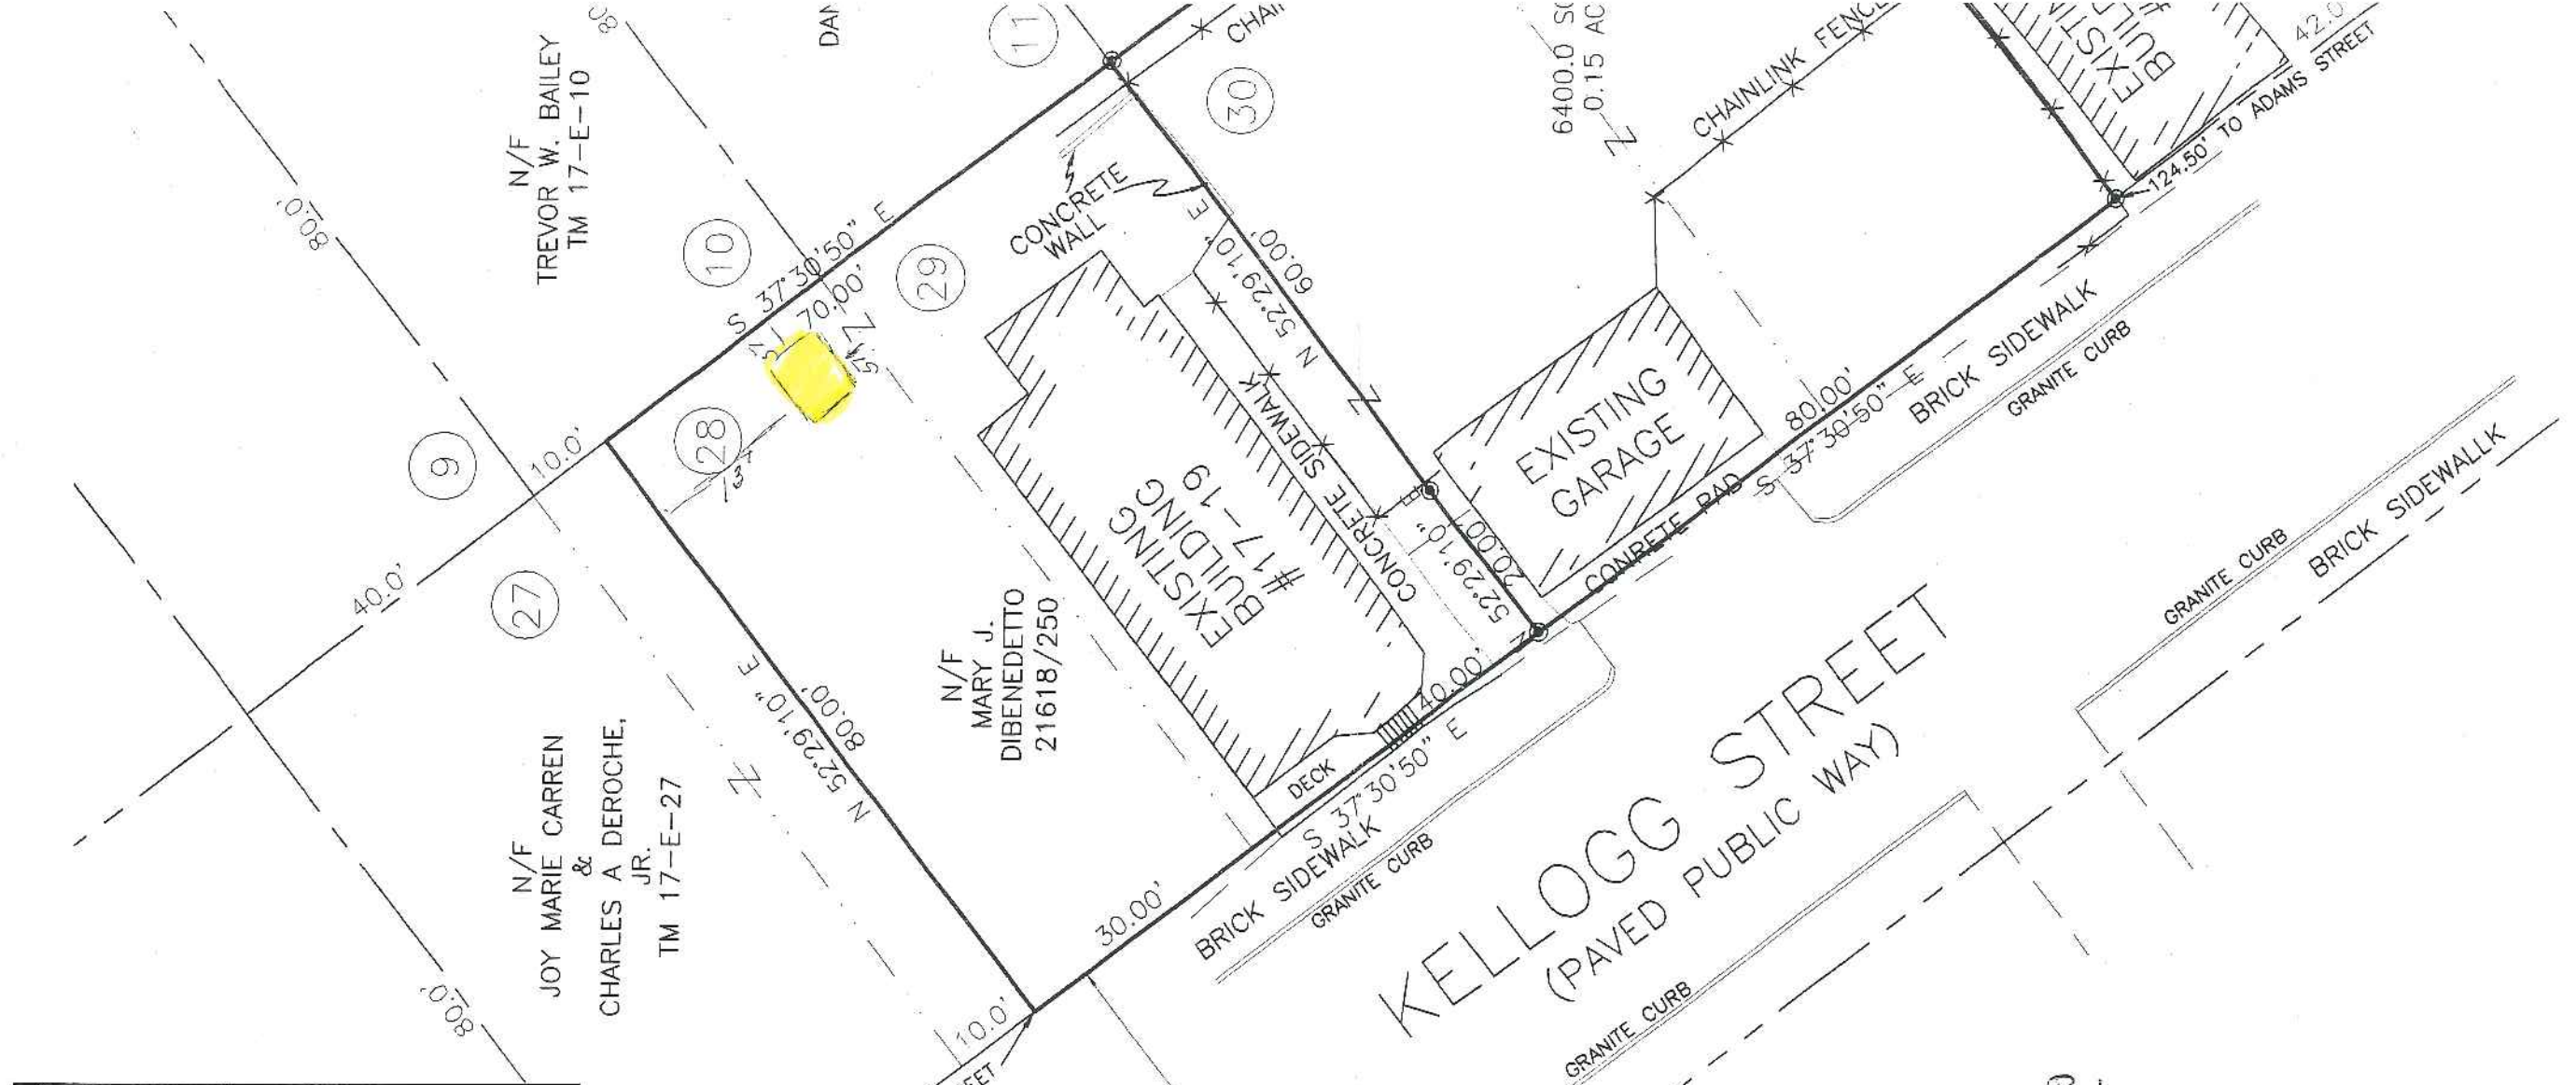 80.0'
N/F
TREVOR W. BAILEY
TM 17-E-10
10
9
10.0'
40.0'
27
28
13'
S 37°30'50" E
70.00'
29
11
30
CONCRETE
WALL
N 52°29'10" E
60.00'
6400.0
0.15 AC
CHAINLINK FENCE
42.0
124.50' TO ADAMS STREET
EXISTING
BUILDING
#17-19
CONCRETE SIDEWALK
EXISTING
GARAGE
N 52°29'10" E
20.00'
CONRETE PAD
80.00'
S 37°30'50" E
BRICK SIDEWALK
GRANITE CURB
N/F
MARY J.
DIBENEDETTO
21618/250
N 52°29'10" E
80.00'
N/F
JOY MARIE CARREN
&
CHARLES A DEROCHE,
JR.
TM 17-E-27
80.0'
DECK
40.00'
S 37°30'50" E
BRICK SIDEWALK
GRANITE CURB
30.00'
10.0'
KELLOGG STREET
(PAVED PUBLIC WAY)
GRANITE CURB
GRANITE CURB
BRICK SIDEWALLK